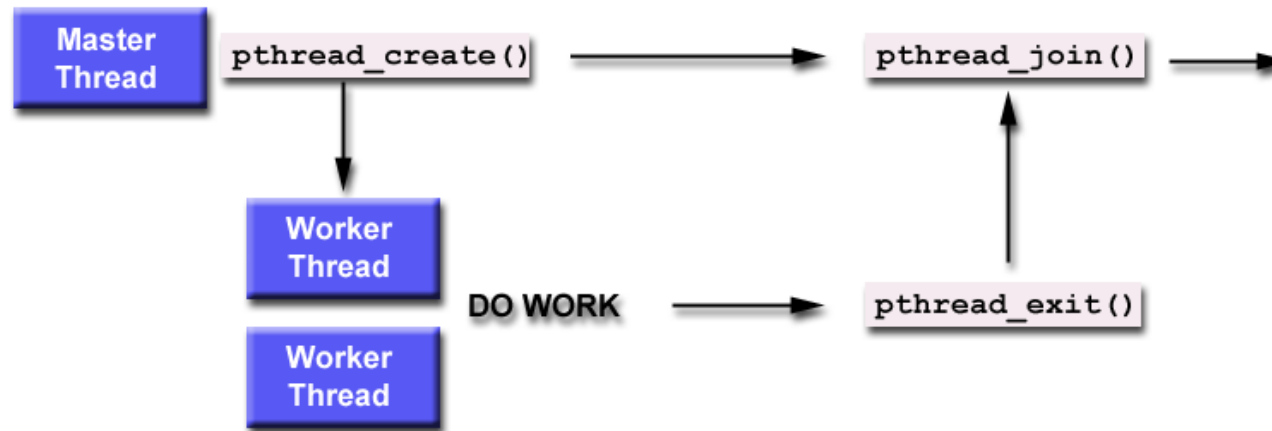 Master
Thread
pthread_create()
pthread_join()
Worker
Thread
DO WORK
pthread_exit()
Worker
Thread